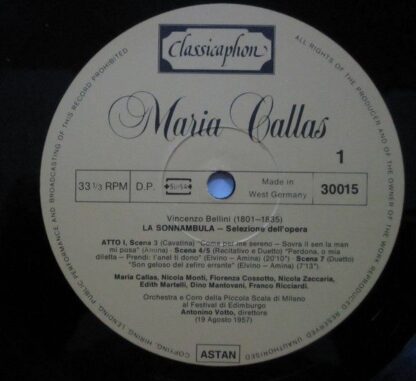 Classicaphon
Maria Callas
1
33 1/3 RPM
D.P.
Made in
West Germany
30015
Vincenzo Bellini (1801–1835)
LA SONNAMBULA – Selezione dell'opera
ATTO I, Scena 3 (Cavatina) "Come per me sereno – Sovra il sen la man
mi posa" (Amina) Scena 4/5 (Recitativo e Duetto) "Perdona, o mia
diletta – Prendi: l'anel ti dono" (Elvino – Amina) (20'10") Scena 7 (Duetto)
"Son geloso del zefiro errante" (Elvino – Amina) (7'13")
Maria Callas, Nicola Monti, Fiorenza Cossotto, Nicola Zaccaria,
Edith Martelli, Dino Mantovani, Franco Ricciardi.
Orchestra e Coro della Piccola Scala di Milano
al Festival di Edimburgo
Antonino Votto, direttore
(19 Agosto 1957)
ASTAN
ALL RIGHTS OF THE PRODUCER AND OF THE OWNER OF THE WORK REPRODUCED RESERVED UNAUTHORISED COPYING, HIRING, LENDING, PUBLIC PERFORMANCE AND BROADCASTING OF THIS RECORD PROHIBITED